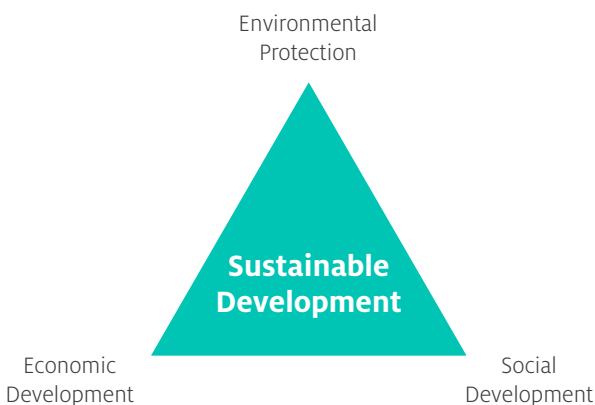 Environmental
Protection
Sustainable
Development
Economic
Development
Social
Development